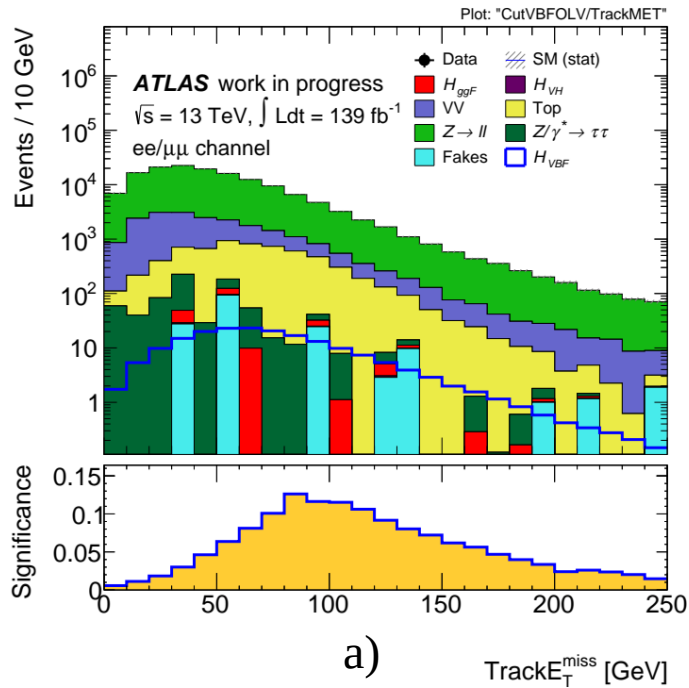 Plot: "CutVBFOLV/TrackMET"
Events / 10 GeV
10⁶
10⁵
10⁴
10³
10²
10
1
ATLAS work in progress
√s = 13 TeV, ∫ Ldt = 139 fb⁻¹
ee/μμ channel
Data
SM (stat)
H_ggF
H_VH
VV
Top
Z → ll
Z/γ* → ττ
Fakes
H_VBF
Significance
0.15
0.1
0.05
0
0 50 100 150 200 250
a)
TrackE_T^miss [GeV]